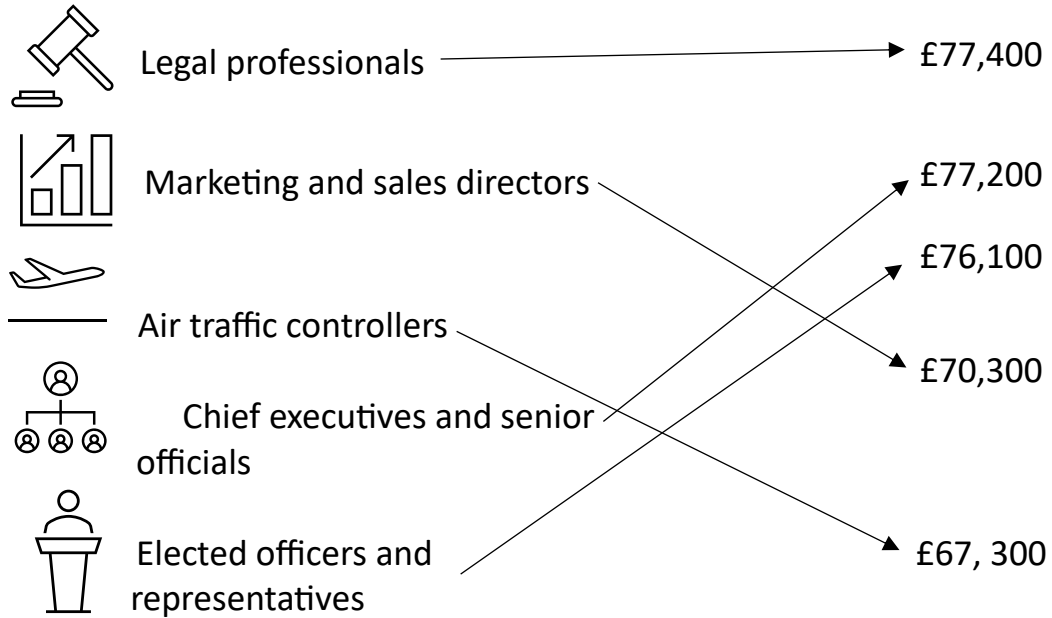 Legal professionals
£77,400
Marketing and sales directors
£77,200
£76,100
Air traffic controllers
£70,300
Chief executives and senior
officials
Elected officers and
representatives
£67, 300